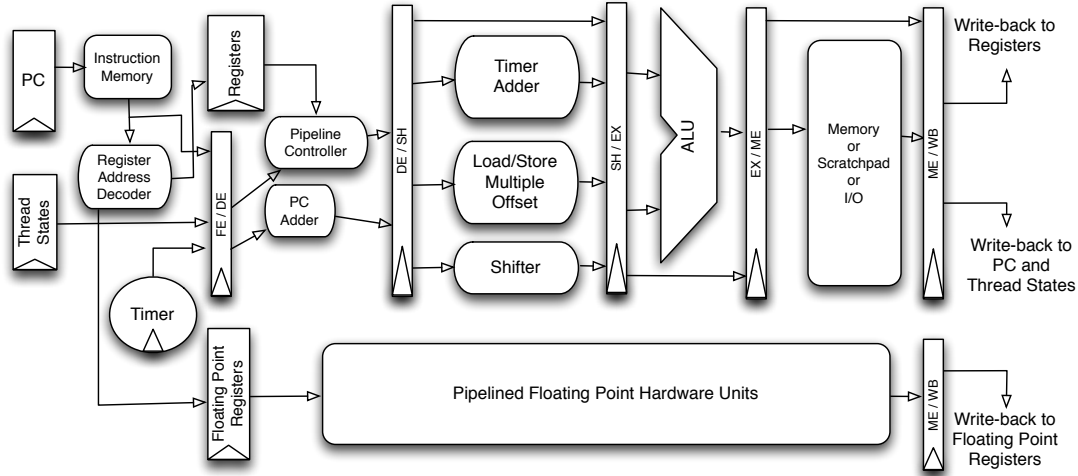 PC
Instruction
Memory
Registers
Register
Address
Decoder
Pipeline
Controller
Thread
States
FE / DE
PC
Adder
Timer
DE / SH
Timer
Adder
Load/Store
Multiple
Offset
Shifter
SH / EX
ALU
EX / ME
Memory
or
Scratchpad
or
I/O
ME / WB
Write-back to
Registers
Write-back to
PC and
Thread States
Floating Point
Registers
Pipelined Floating Point Hardware Units
ME / WB
Write-back to
Floating Point
Registers